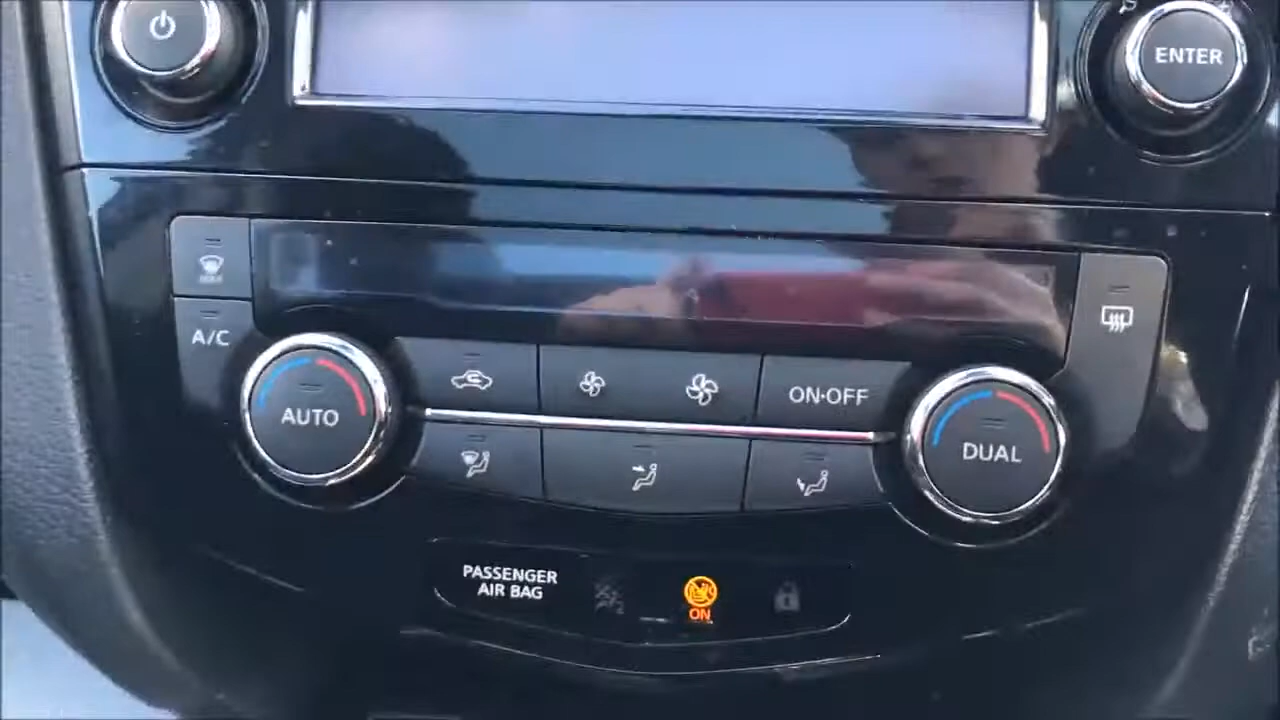 ENTER
A/C
AUTO
ON•OFF
DUAL
PASSENGER
AIR BAG
ON